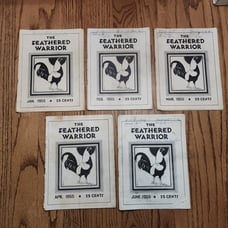 THE
FEATHERED
WARRIOR
JAN. 1955 ★ 25 CENTS
THE
FEATHERED
WARRIOR
FEB. 1955 ★ 25 CENTS
THE
FEATHERED
WARRIOR
MAR. 1955 ★ 25 CENTS
THE
FEATHERED
WARRIOR
APR. 1955 ★ 25 CENTS
THE
FEATHERED
WARRIOR
JUNE 1955 ★ 25 CENTS